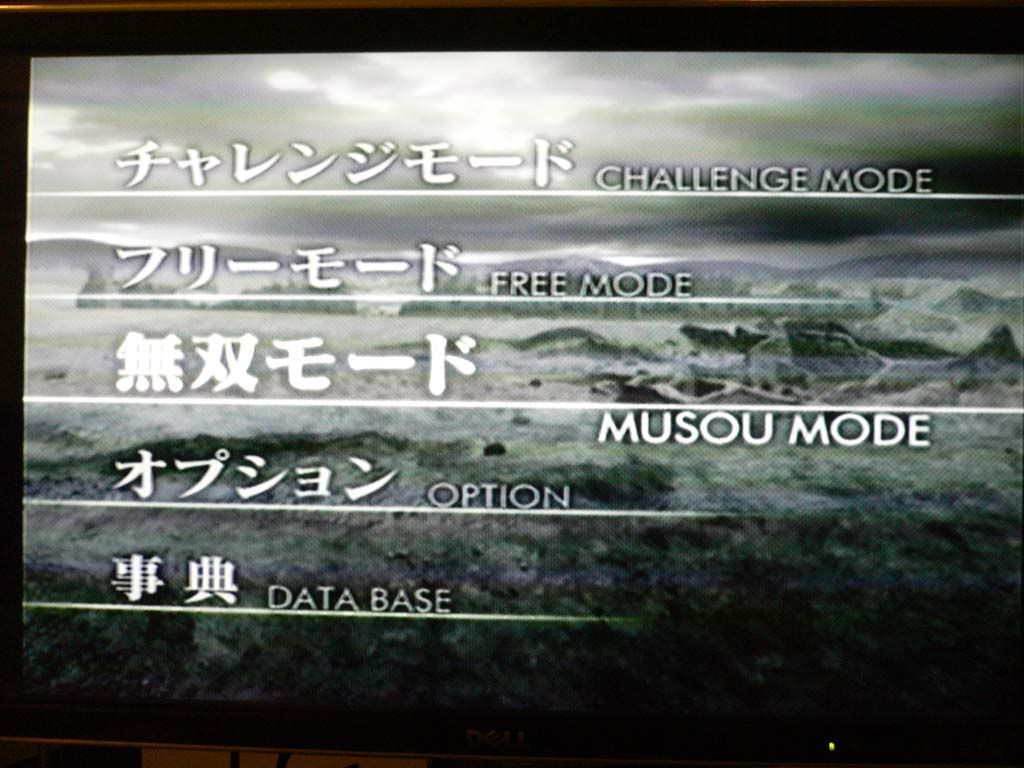 チャレンジモード CHALLENGE MODE
フリーモード FREE MODE
無双モード
MUSOU MODE
オプション OPTION
事典 DATA BASE
DELL